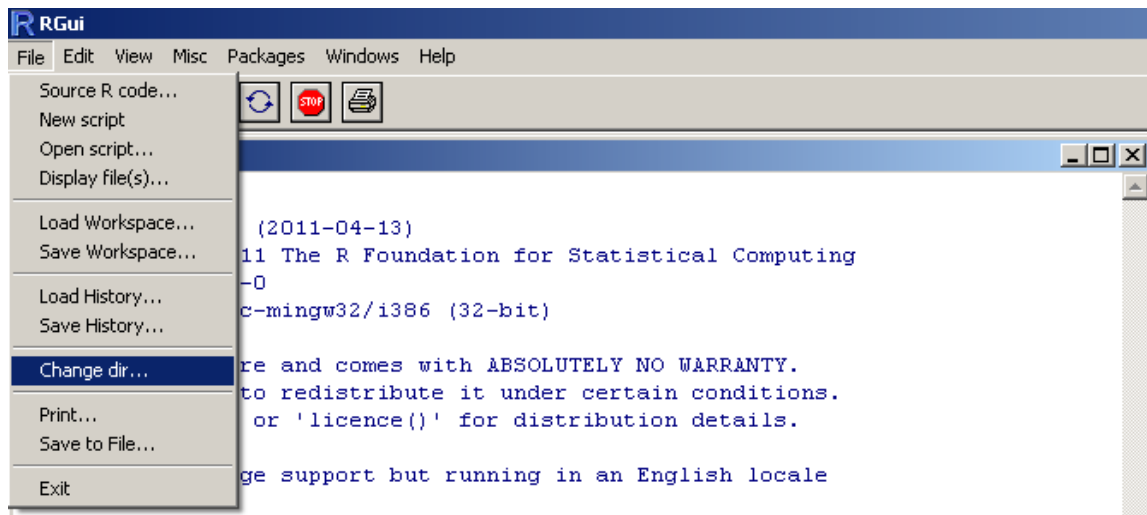 RGui
File Edit View Misc Packages Windows Help
Source R code...
New script
STOP
Open script...
Display file(s)...
Load Workspace...
(2011-04-13)
Save Workspace...
11 The R Foundation for Statistical Computing
-0
Load History...
c-mingw32/i386 (32-bit)
Save History...
Change dir...
re and comes with ABSOLUTELY NO WARRANTY.
to redistribute it under certain conditions.
Print...
or 'licence()' for distribution details.
Save to File...
ge support but running in an English locale
Exit